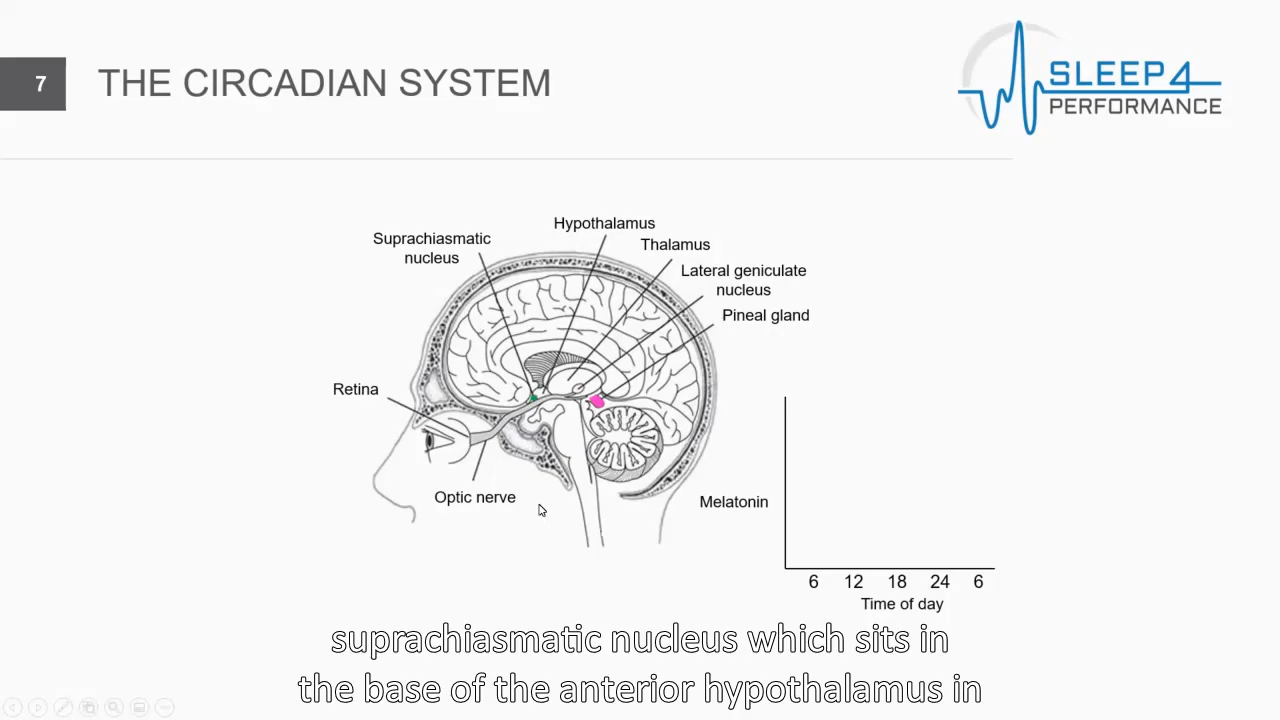 7
THE CIRCADIAN SYSTEM
SLEEP4
PERFORMANCE
Hypothalamus
Suprachiasmatic
nucleus
Thalamus
Lateral geniculate
nucleus
Pineal gland
Retina
Optic nerve
Melatonin
6 12 18 24 6
Time of day
suprachiasmatic nucleus which sits in
the base of the anterior hypothalamus in